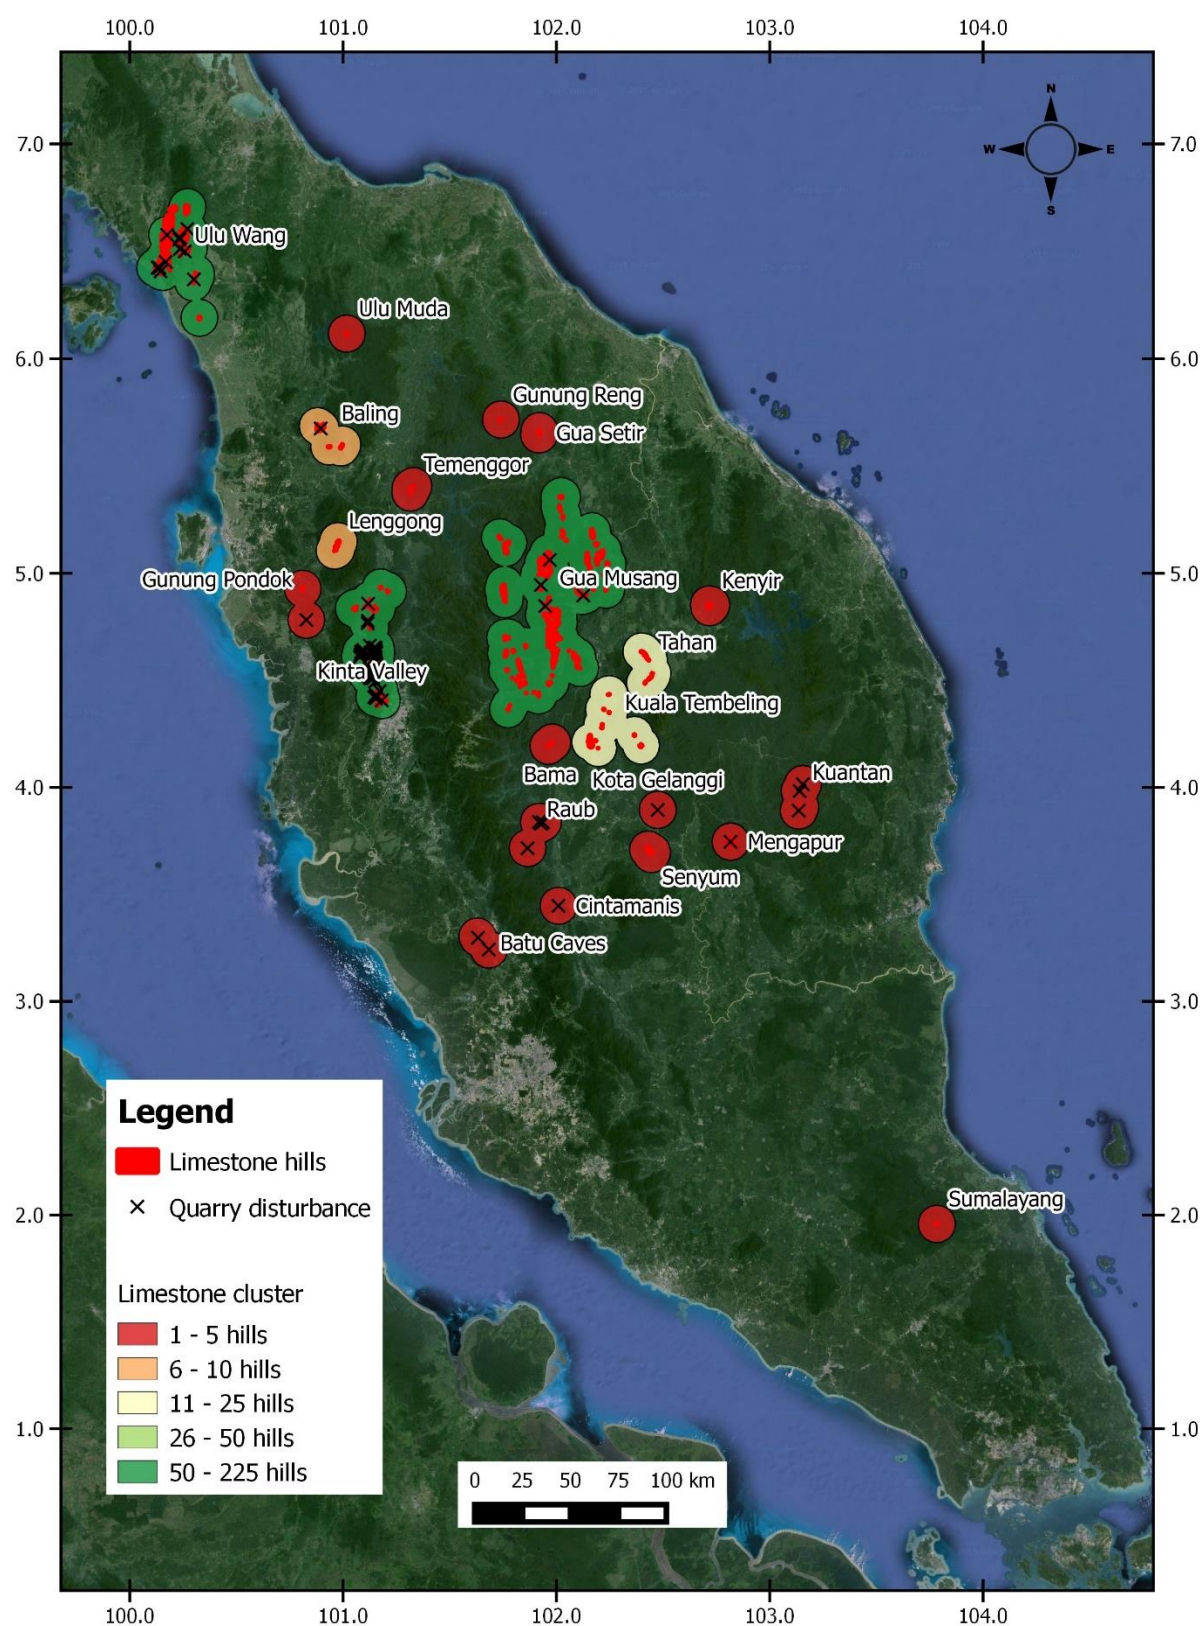 100.0 101.0 102.0 103.0 104.0
N
W E
S
7.0 7.0
Ulu Wang
Ulu Muda
6.0 6.0
Gunung Reng
Baling
Gua Setir
Temenggor
Lenggong
5.0 5.0
Gunung Pondok
Gua Musang
Kenyir
Tahan
Kinta Valley
Kuala Tembeling
Bama
Kota Gelanggi
Kuantan
4.0 4.0
Raub
Mengapur
Senyum
Cintamanis
Batu Caves
3.0 3.0
Legend
Limestone hills
Quarry disturbance
Sumalayang
2.0 2.0
Limestone cluster
1 - 5 hills
6 - 10 hills
11 - 25 hills
26 - 50 hills
50 - 225 hills
1.0 1.0
0 25 50 75 100 km
100.0 101.0 102.0 103.0 104.0